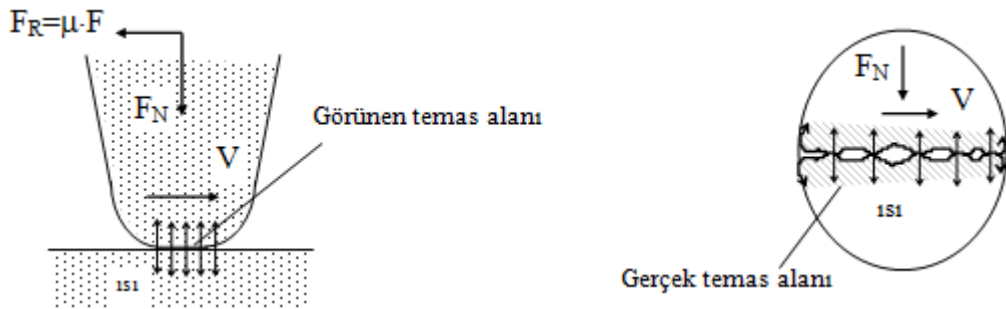 F_R=μ·F
F_N
V
Görünen temas alanı
ısı
F_N
V
ısı
Gerçek temas alanı